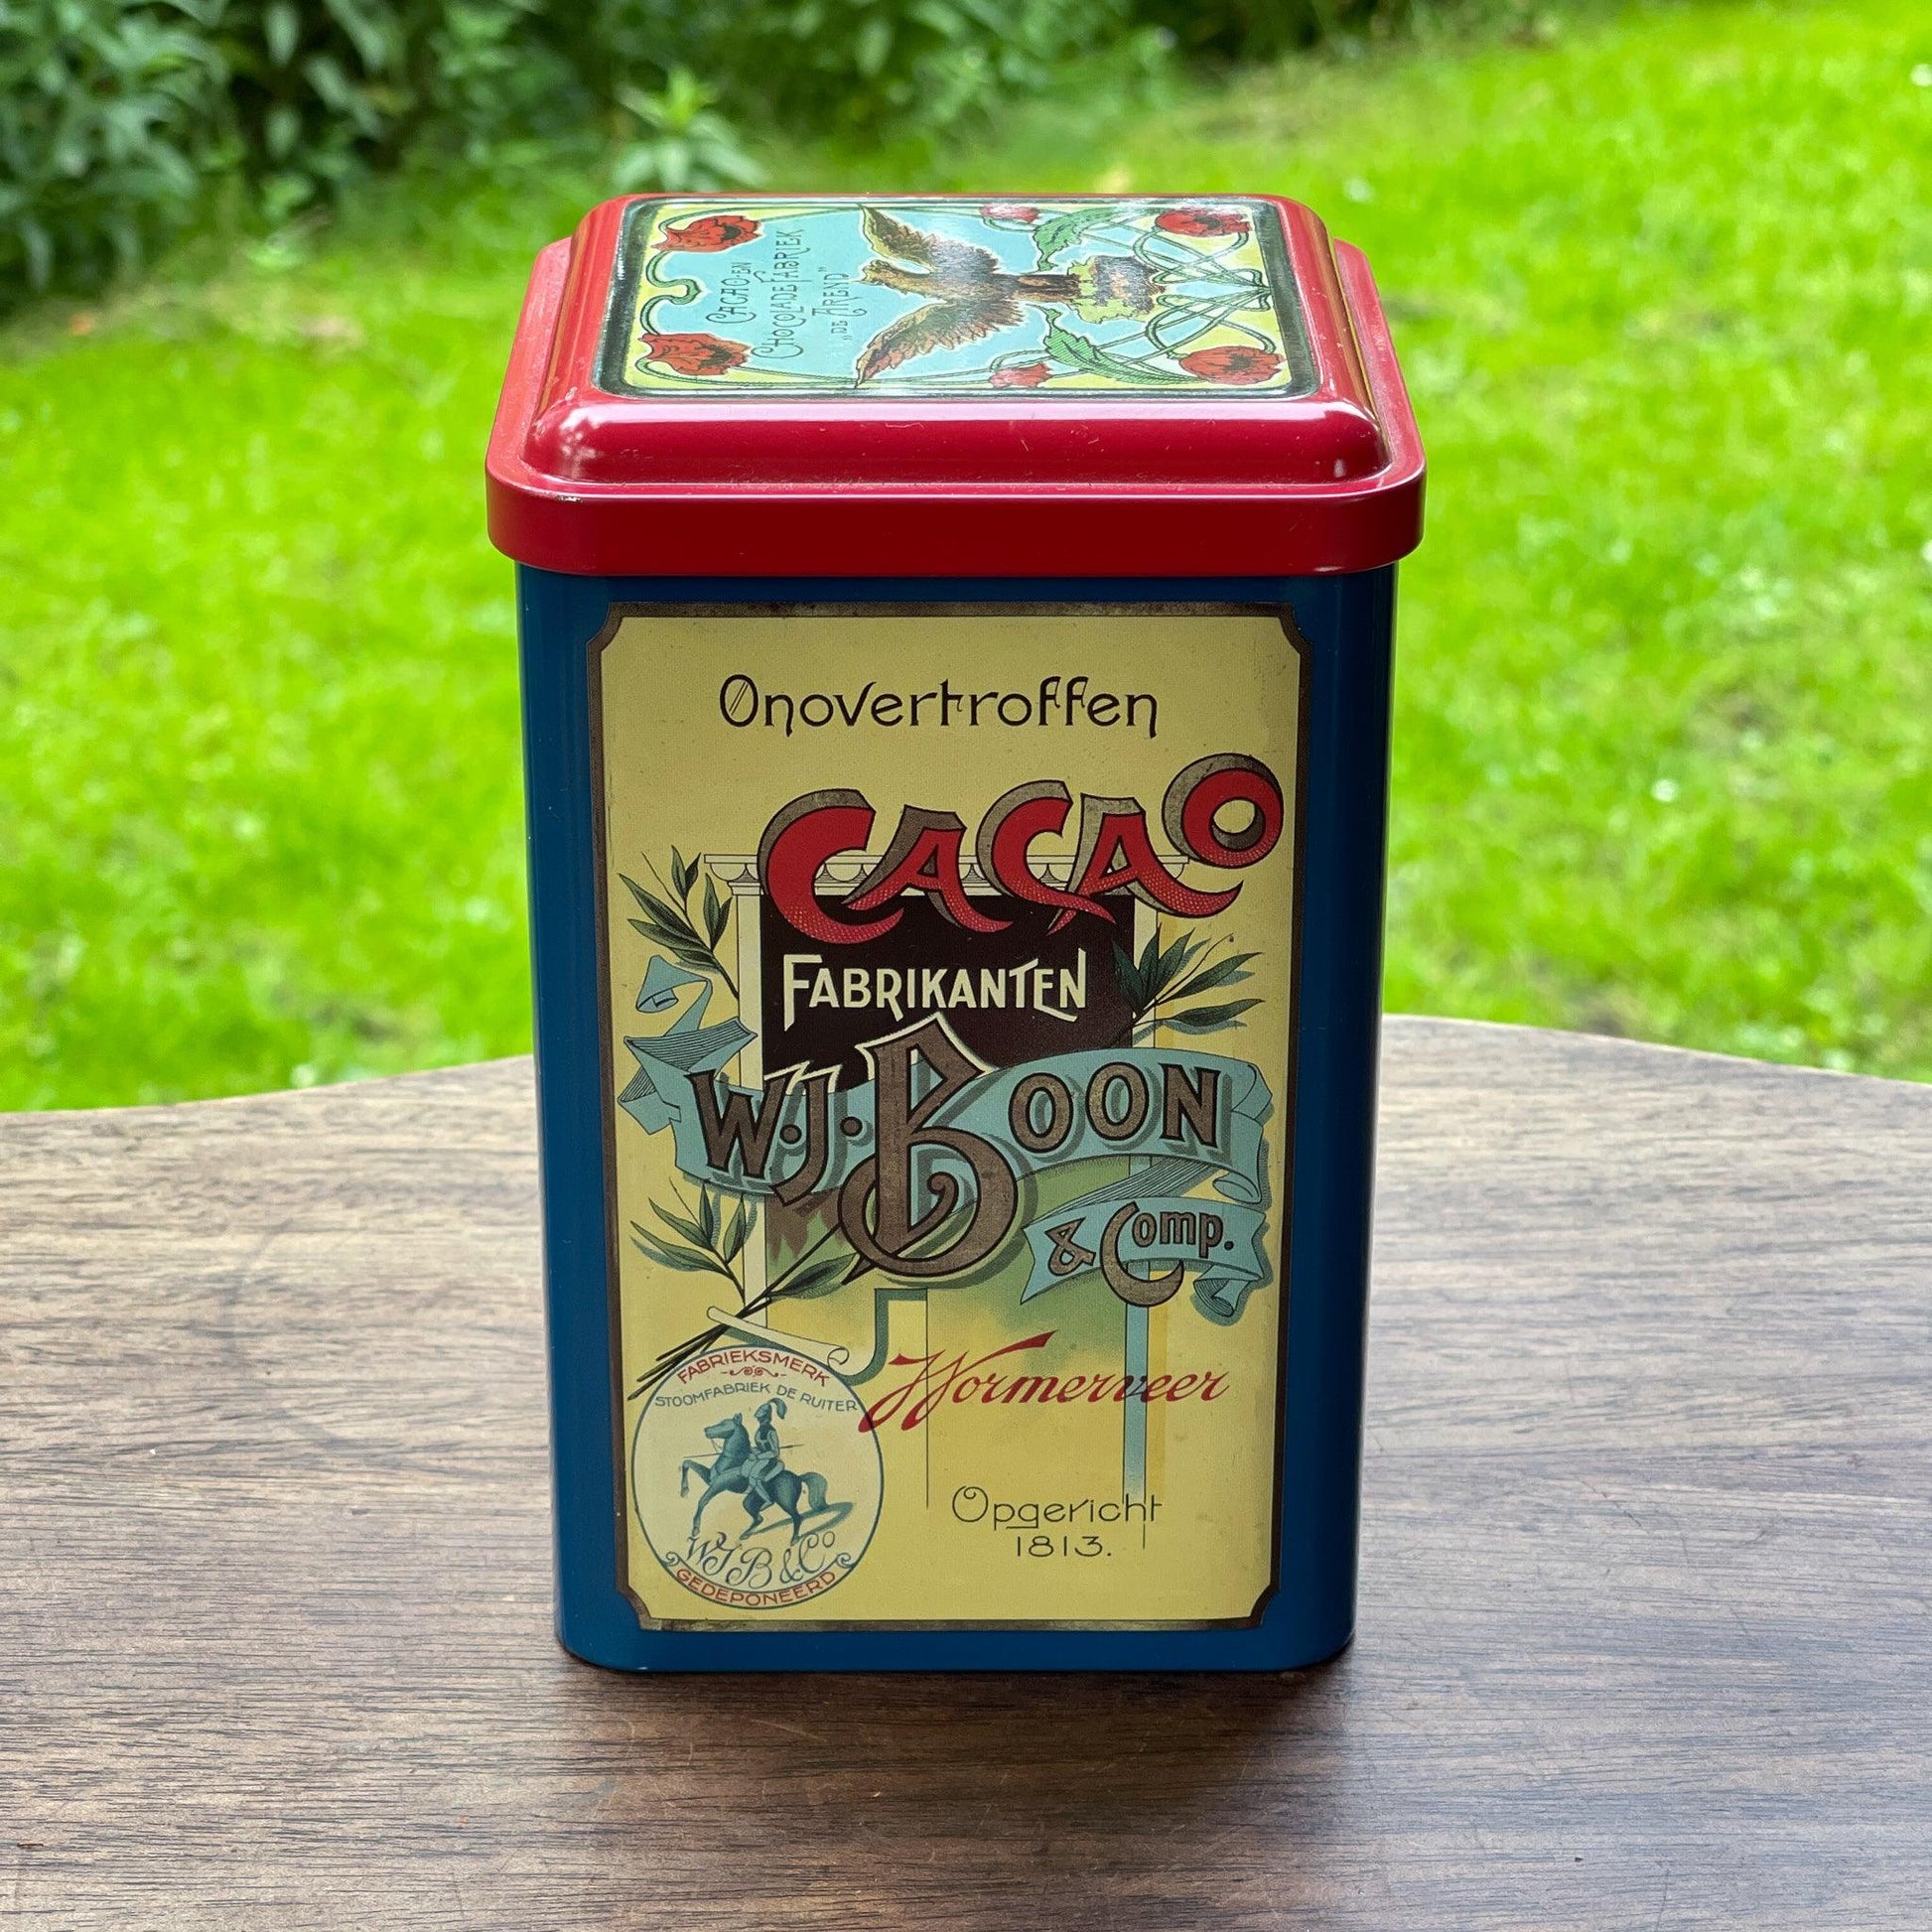 CACAO-EN
CHOCOLADEFABRIEK
„DE AREND"
Onovertroffen
CACAO
FABRIKANTEN
W.J. BOON
& Comp.
Wormerveer
FABRIEKSMERK
STOOMFABRIEK DE RUITER
WJB & Co
GEDEPONEERD
Opgericht
1813.